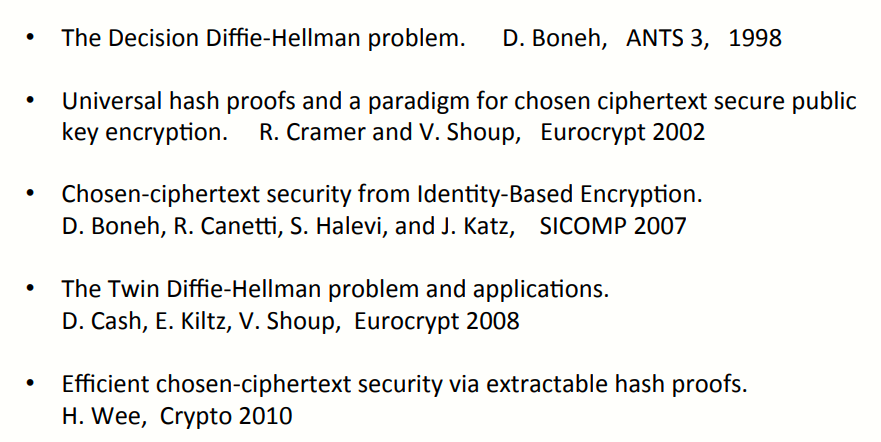 • The Decision Diffie-Hellman problem. D. Boneh, ANTS 3, 1998
• Universal hash proofs and a paradigm for chosen ciphertext secure public
key encryption. R. Cramer and V. Shoup, Eurocrypt 2002
• Chosen-ciphertext security from Identity-Based Encryption.
D. Boneh, R. Canetti, S. Halevi, and J. Katz, SICOMP 2007
• The Twin Diffie-Hellman problem and applications.
D. Cash, E. Kiltz, V. Shoup, Eurocrypt 2008
• Efficient chosen-ciphertext security via extractable hash proofs.
H. Wee, Crypto 2010